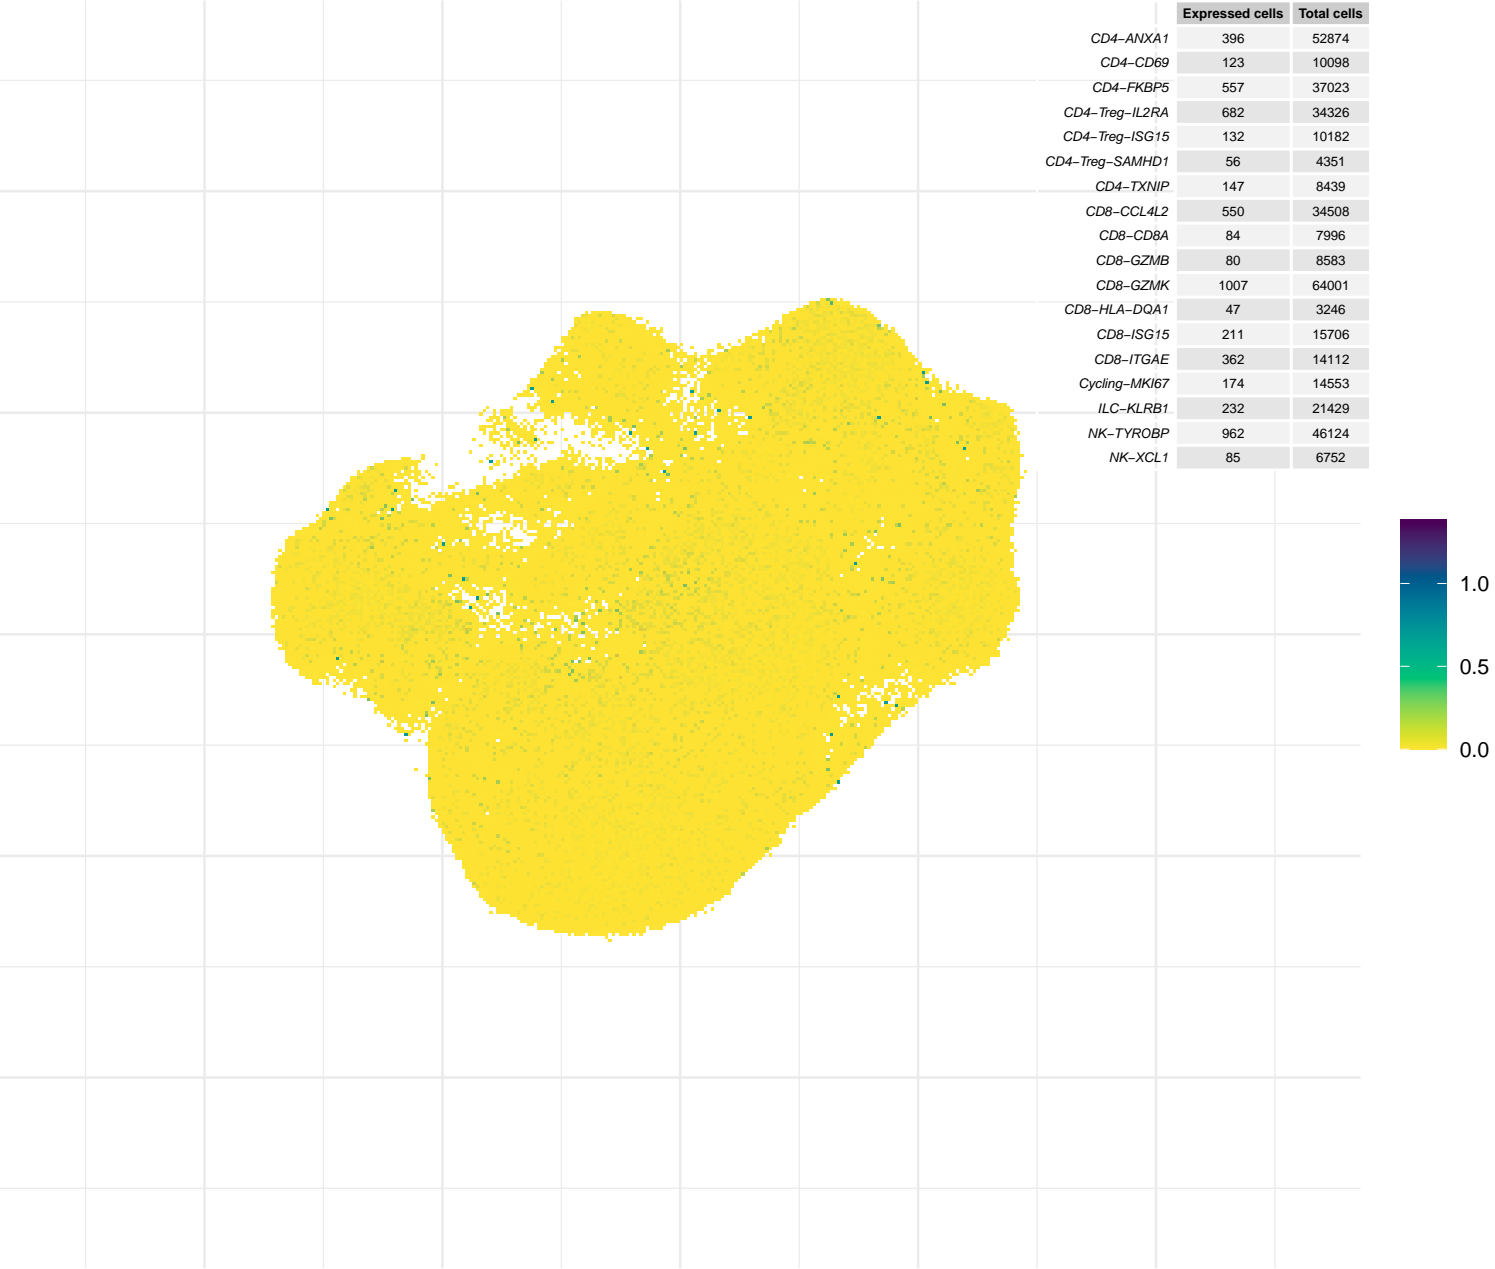 Expressed cells Total cells
CD4−ANXA1 396 52874
CD4−CD69 123 10098
CD4−FKBP5 557 37023
CD4−Treg−IL2RA 682 34326
CD4−Treg−ISG15 132 10182
CD4−Treg−SAMHD1 56 4351
CD4−TXNIP 147 8439
CD8−CCL4L2 550 34508
CD8−CD8A 84 7996
CD8−GZMB 80 8583
CD8−GZMK 1007 64001
CD8−HLA−DQA1 47 3246
CD8−ISG15 211 15706
CD8−ITGAE 362 14112
Cycling−MKI67 174 14553
ILC−KLRB1 232 21429
NK−TYROBP 962 46124
NK−XCL1 85 6752
1.0
0.5
0.0